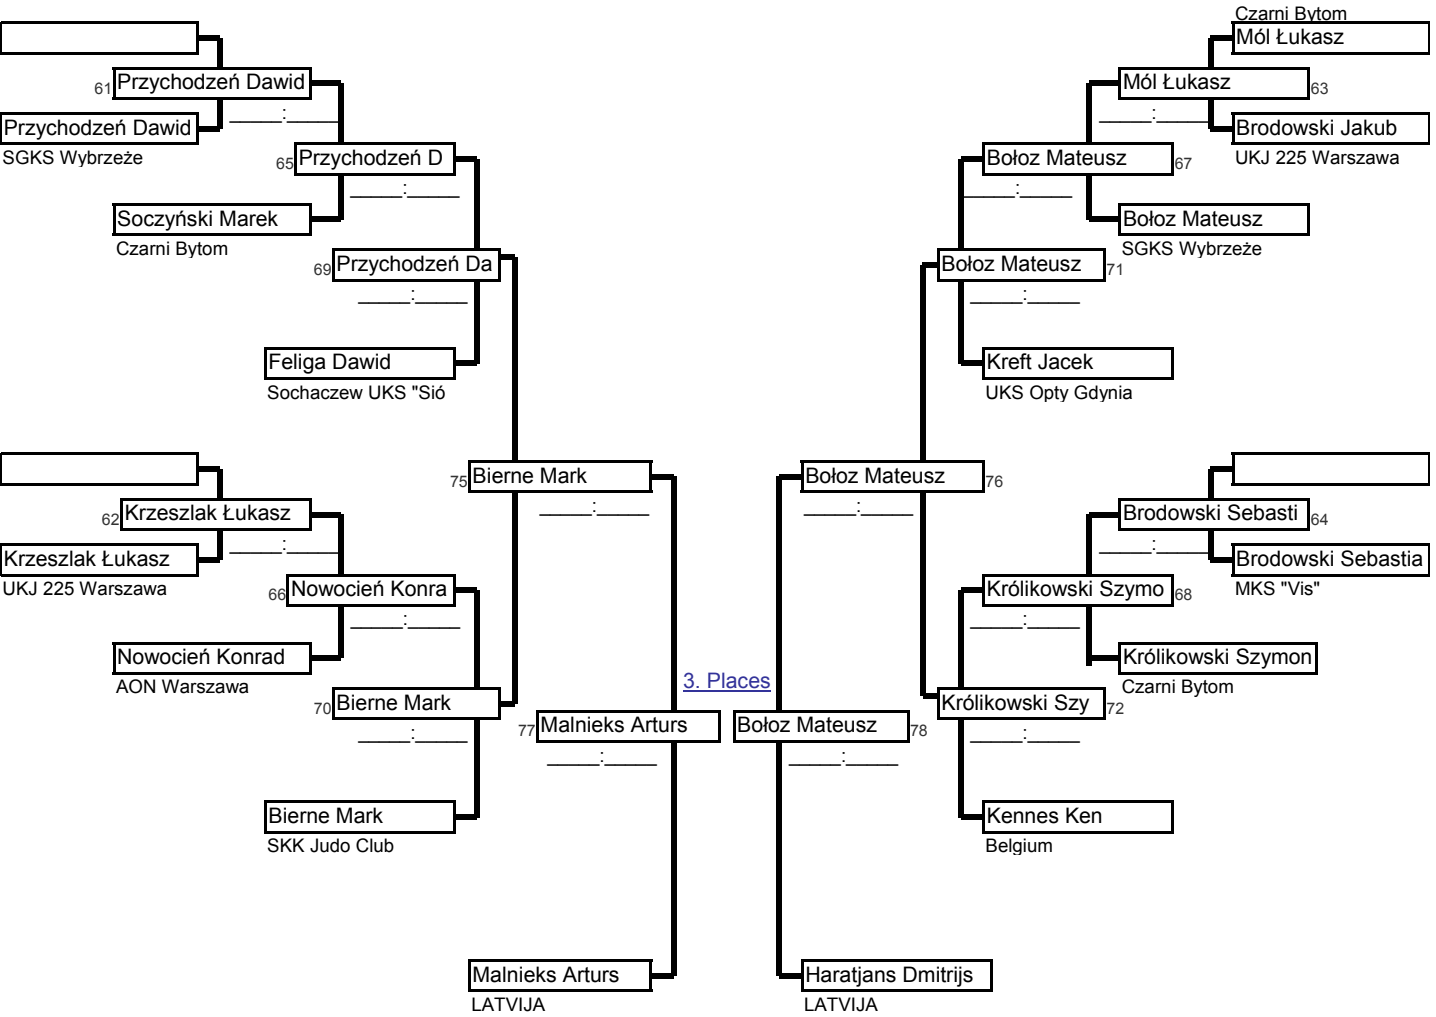 Czarni Bytom
Mól Łukasz
61 Przychodzeń Dawid
Mól Łukasz 63
_____:_____
_____:_____
Przychodzeń Dawid
Brodowski Jakub
SGKS Wybrzeże
UKJ 225 Warszawa
65 Przychodzeń D
Bołoz Mateusz 67
_____:_____
_____:_____
Soczyński Marek
Bołoz Mateusz
Czarni Bytom
SGKS Wybrzeże
69 Przychodzeń Da
Bołoz Mateusz 71
_____:_____
_____:_____
Feliga Dawid
Kreft Jacek
Sochaczew UKS "Sió
UKS Opty Gdynia
75 Bierne Mark
Bołoz Mateusz 76
_____:_____
_____:_____
62 Krzeszlak Łukasz
Brodowski Sebasti 64
_____:_____
_____:_____
Krzeszlak Łukasz
Brodowski Sebastia
UKJ 225 Warszawa
MKS "Vis"
66 Nowocień Konra
Królikowski Szymo 68
_____:_____
_____:_____
Nowocień Konrad
Królikowski Szymon
AON Warszawa
Czarni Bytom
3. Places
70 Bierne Mark
Królikowski Szy 72
_____:_____
_____:_____
77 Malnieks Arturs
Bołoz Mateusz 78
_____:_____
_____:_____
Bierne Mark
Kennes Ken
SKK Judo Club
Belgium
Malnieks Arturs
Haratjans Dmitrijs
LATVIJA
LATVIJA